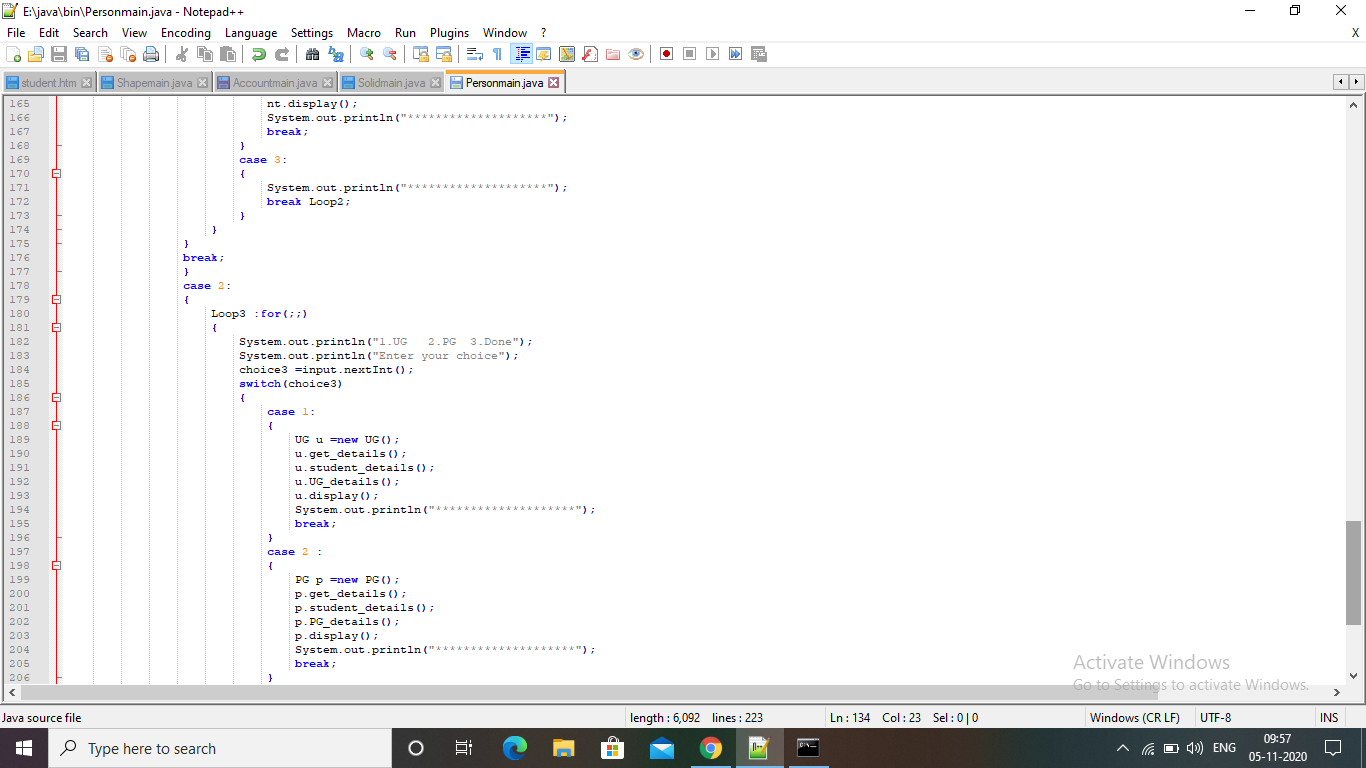 E:\java\bin\Personmain.java - Notepad++
File Edit Search View Encoding Language Settings Macro Run Plugins Window ? X
student.htm Shapemain.java Accountmain.java Solidmain.java Personmain.java
165 nt.display();
166 System.out.println("********************");
167 break;
168 }
169 case 3:
170 {
171 System.out.println("********************");
172 break Loop2;
173 }
174 }
175 }
176 break;
177 }
178 case 2:
179 {
180 Loop3 :for(;;)
181 {
182 System.out.println("1.UG   2.PG  3.Done");
183 System.out.println("Enter your choice");
184 choice3 =input.nextInt();
185 switch(choice3)
186 {
187 case 1:
188 {
189 UG u =new UG();
190 u.get_details();
191 u.student_details();
192 u.UG_details();
193 u.display();
194 System.out.println("********************");
195 break;
196 }
197 case 2 :
198 {
199 PG p =new PG();
200 p.get_details();
201 p.student_details();
202 p.PG_details();
203 p.display();
204 System.out.println("********************");
205 break;
206 }
Activate Windows
Go to Settings to activate Windows.
Java source file length : 6,092 lines : 223 Ln : 134 Col : 23 Sel : 0 | 0 Windows (CR LF) UTF-8 INS
Type here to search ENG 09:57
05-11-2020